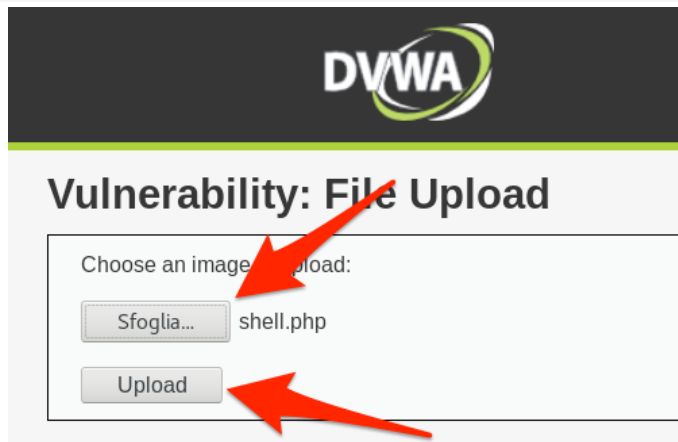 DVWA
Vulnerability: File Upload
Choose an image upload:
Sfoglia... shell.php
Upload